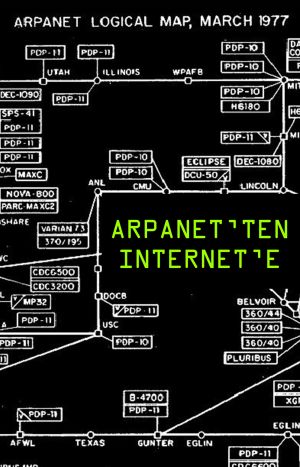 ARPANET LOGICAL MAP, MARCH 1977
PDP-11
PDP-11
UTAH
ILLINOIS
WPAFB
PDP-10
PDP-10
PDP-10
H6180
DEC-1090
PDP-11
SPS-41
PDP-11
PDP-11
PDP-11
MAXC
NOVA-800
PARC-MAXC2
VARIAN 73
370/195
ANL
PDP-10
PDP-10
CMU
ECLIPSE
DCU-50
PDP-11
DEC-1080
LINCOLN
ARPANET'TEN
INTERNET'E
CDC6500
CDC3200
MP32
PDP-11
DOCB
PDP-11
USC
PDP-11
PDP-10
BELVOIR
360/44
360/40
360/40
PLURIBUS
B-4700
PDP-11
PDP-11
AFWL
TEXAS
GUNTER
EGLIN
PDP-11
CDC6600
EGLIN